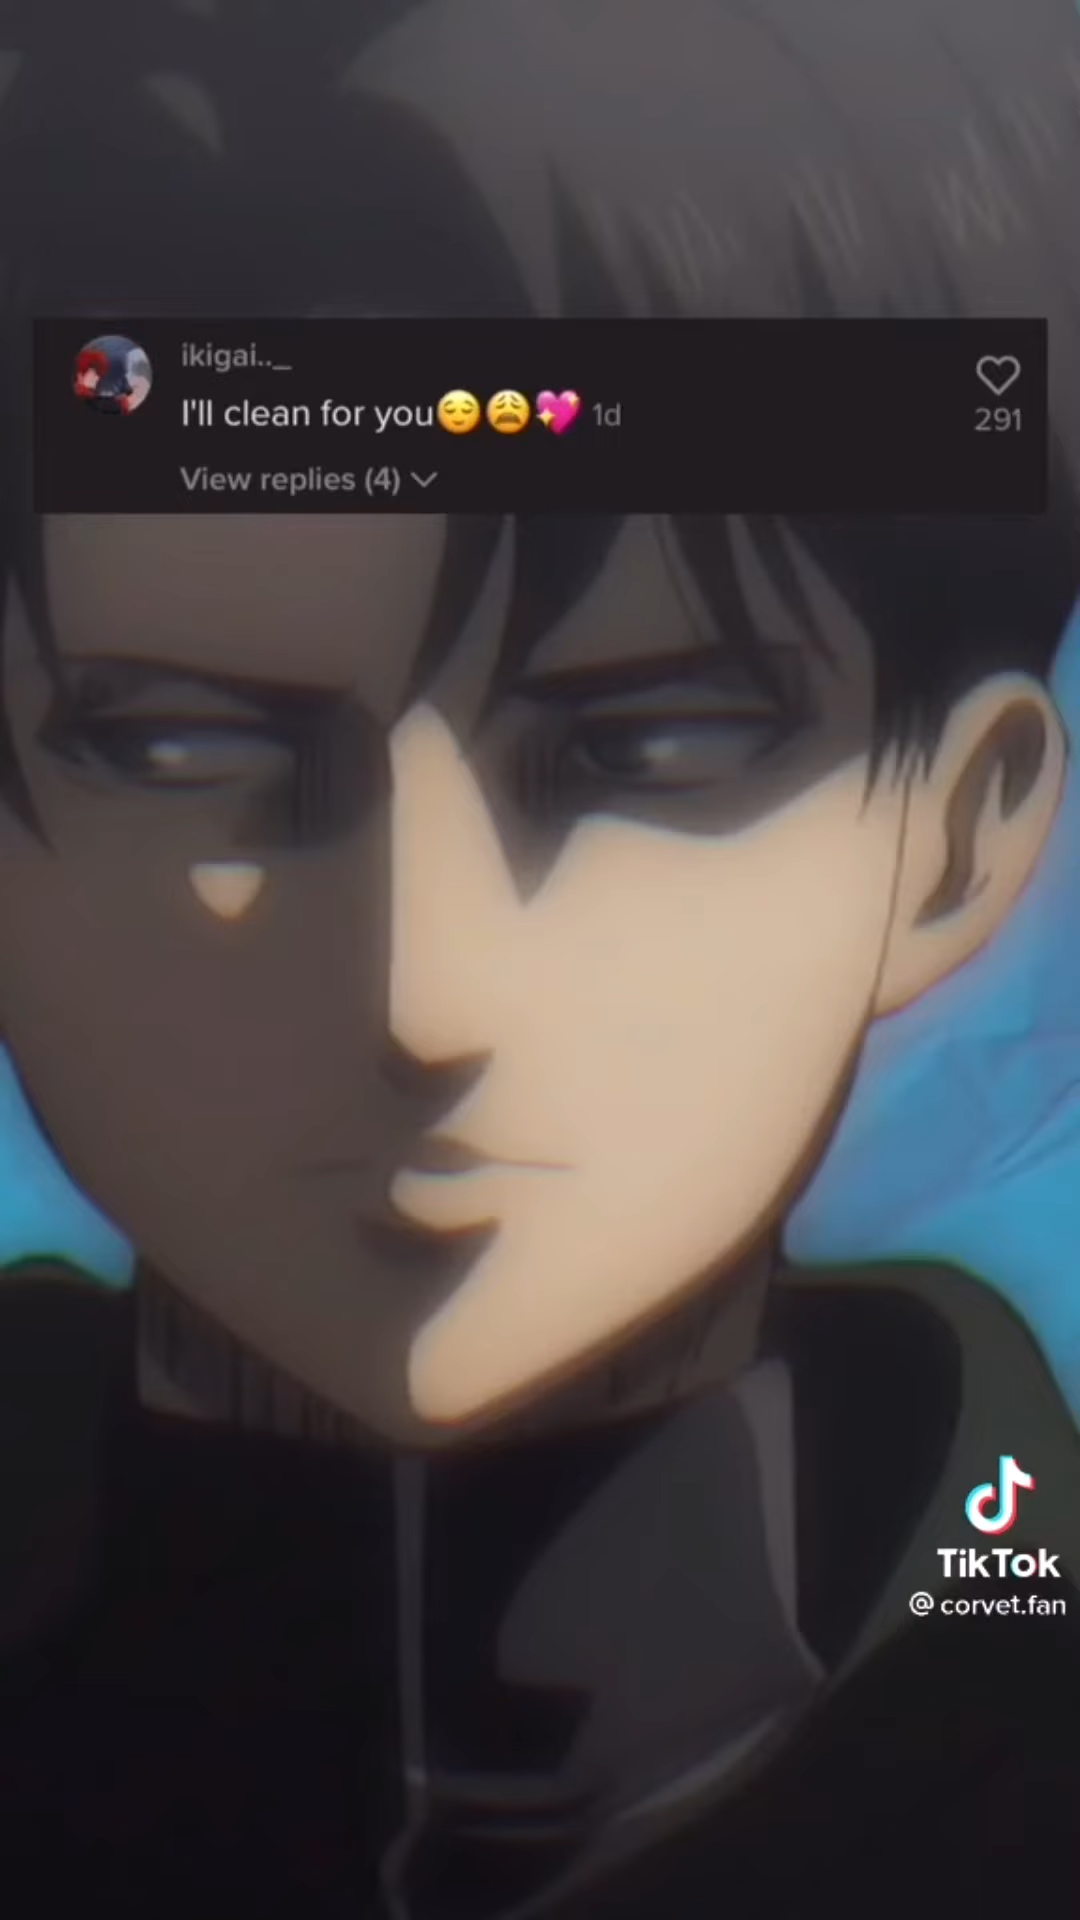 ikigai.._
I'll clean for you😌😩💖 1d
291
View replies (4)
TikTok
@ corvet.fan